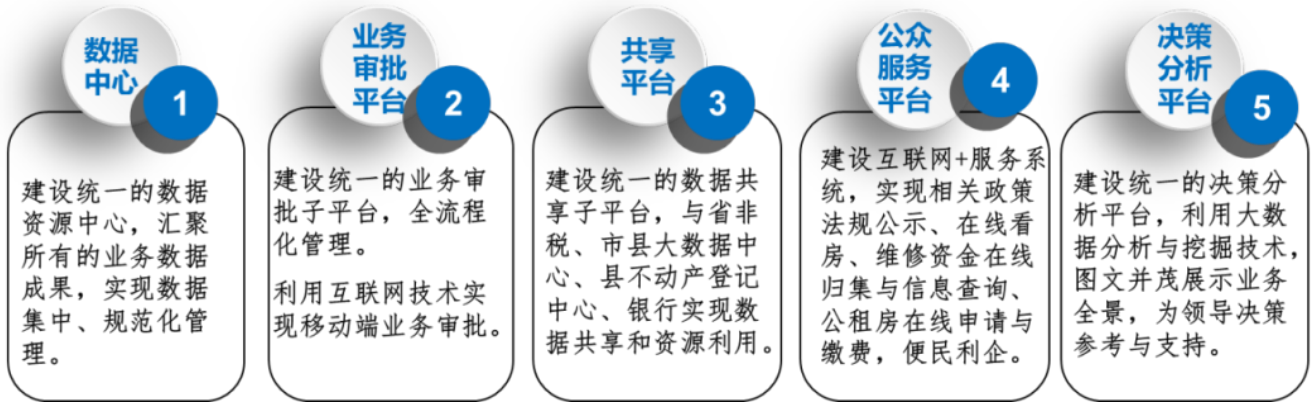 数据
中心
1
建设统一的数据
资源中心，汇聚
所有的业务数据
成果，实现数据
集中、规范化管
理。
业务
审批
平台
2
建设统一的业务审
批子平台，全流程
化管理。
利用互联网技术实
现移动端业务审批。
共享
平台
3
建设统一的数据共
享子平台，与省非
税、市县大数据中
心、县不动产登记
中心、银行实现数
据共享和资源利用。
公众
服务
平台
4
建设互联网+服务系
统，实现相关政策
法规公示、在线看
房、维修资金在线
归集与信息查询、
公租房在线申请与
缴费，便民利企。
决策
分析
平台
5
建设统一的决策分
析平台，利用大数
据分析与挖掘技术，
图文并茂展示业务
全景，为领导决策
参考与支持。